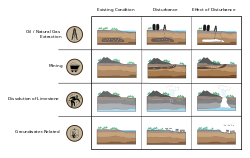 Existing Condition
Disturbance
Effect of Disturbance
Oil / Natural Gas
Extraction
Mining
Dissolution of Limestone
Groundwater-Related